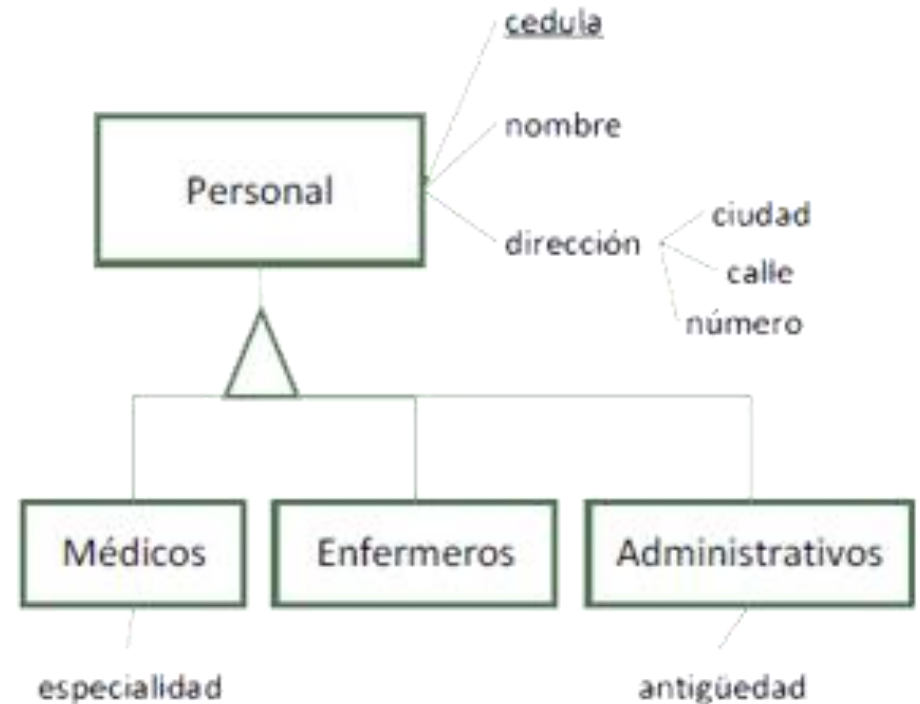 cedula
nombre
Personal
dirección
ciudad
calle
número
Médicos
Enfermeros
Administrativos
especialidad
antigüedad